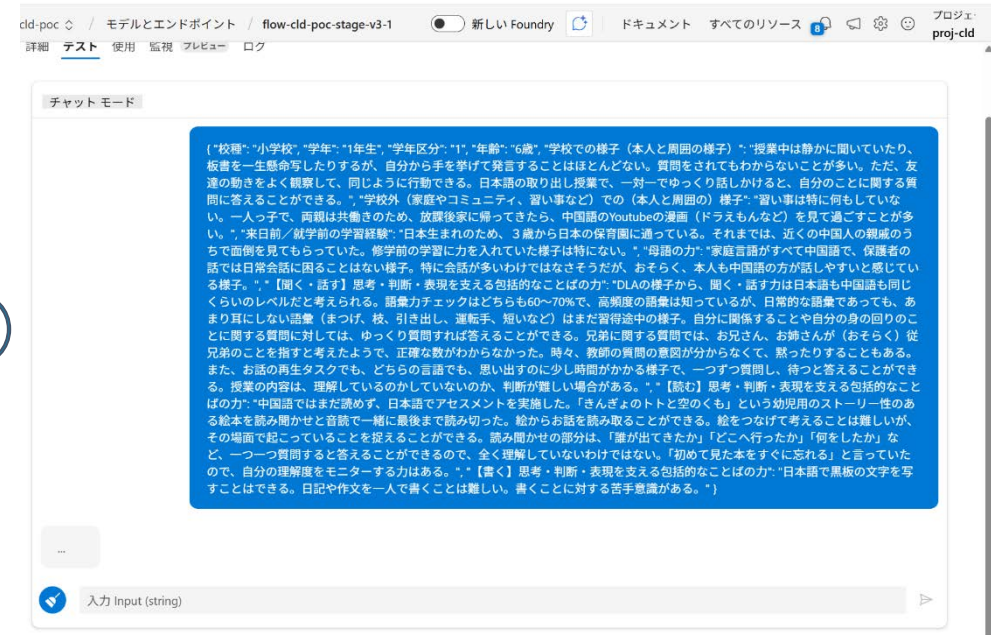 cld-poc / モデルとエンドポイント / flow-cld-poc-stage-v3-1 新しい Foundry ドキュメント すべてのリソース 8 プロジェ
proj-cld
詳細 テスト 使用 監視 プレビュー ログ
チャット モード
{ "校種": "小学校", "学年": "1年生", "学年区分": "1", "年齢": "6歳", "学校での様子（本人と周囲の様子）": "授業中は静かに聞いていたり、
板書を一生懸命写したりするが、自分から手を挙げて発言することはほとんどない。質問をされてもわからないことが多い。ただ、友
達の動きをよく観察して、同じように行動できる。日本語の取り出し授業で、一対一でゆっくり話しかけると、自分のことに関する質
問に答えることができる。", "学校外（家庭やコミュニティ、習い事など）での（本人と周囲の）様子": "習い事は特に何もしていな
い。一人っ子で、両親は共働きのため、放課後家に帰ってきたら、中国語のYoutubeの漫画（ドラえもんなど）を見て過ごすことが多
い。", "来日前／就学前の学習経験": "日本生まれのため、３歳から日本の保育園に通っている。それまでは、近くの中国人の親戚のう
ちで面倒を見てもらっていた。修学前の学習に力を入れていた様子は特にない。", "母語の力": "家庭言語がすべて中国語で、保護者の
話では日常会話に困ることはない様子。特に会話が多いわけではなさそうだが、おそらく、本人も中国語の方が話しやすいと感じてい
る様子。", "【聞く・話す】思考・判断・表現を支える包括的なことばの力": "DLAの様子から、聞く・話す力は日本語も中国語も同じ
くらいのレベルだと考えられる。語彙力チェックはどちらも60〜70%で、高頻度の語彙は知っているが、日常的な語彙であっても、あ
まり耳にしない語彙（まつげ、枝、引き出し、運転手、短いなど）はまだ習得途中の様子。自分に関係することや自分の身の回りのこ
とに関する質問に対しては、ゆっくり質問すれば答えることができる。兄弟に関する質問では、お兄さん、お姉さんが（おそらく）従
兄弟のことを指すと考えたようで、正確な数がわからなかった。時々、教師の質問の意図が分からなくて、黙ったりすることもある。
また、お話の再生タスクでも、どちらの言語でも、思い出すのに少し時間がかかる様子で、一つずつ質問し、待つと答えることができ
る。授業の内容は、理解しているのかしていないのか、判断が難しい場合がある。", "【読む】思考・判断・表現を支える包括的なこと
ばの力": "中国語ではまだ読めず、日本語でアセスメントを実施した。「きんぎょのトトと空のくも」という幼児用のストーリー性のあ
る絵本を読み聞かせと音読で一緒に最後まで読み切った。絵からお話を読み取ることができる。絵をつなげて考えることは難しいが、
その場面で起こっていることを捉えることができる。読み聞かせの部分は、「誰が出てきたか」「どこへ行ったか」「何をしたか」な
ど、一つ一つ質問すると答えることができるので、全く理解していないわけではない。「初めて見た本をすぐに忘れる」と言っていた
ので、自分の理解度をモニターする力はある。", "【書く】思考・判断・表現を支える包括的なことばの力": "日本語で黒板の文字を写
すことはできる。日記や作文を一人で書くことは難しい。書くことに対する苦手意識がある。" }
...
入力 Input (string)